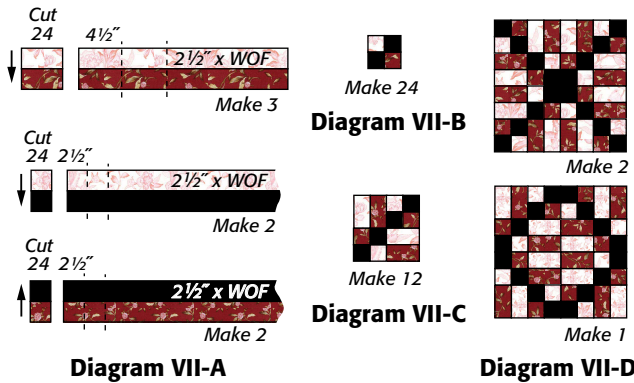 Cut
24
4½"
2½" x WOF
Make 3
Cut
24
2½"
2½" x WOF
Make 2
Cut
24
2½"
2½" x WOF
Make 2
Diagram VII-A
Make 24
Diagram VII-B
Make 12
Diagram VII-C
Make 2
Make 1
Diagram VII-D